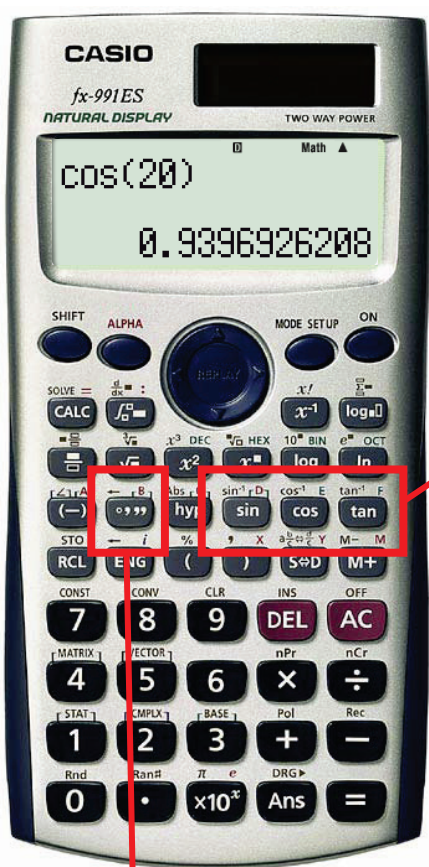 CASIO
fx-991ES
NATURAL DISPLAY TWO WAY POWER
D Math ▲
cos(20)
0.9396926208
SHIFT ALPHA MODE SETUP ON
REPLAY
SOLVE = d/dx : x! Σ
CALC ∫ x⁻¹ log
∛ x³ DEC √ HEX 10 BIN e OCT
√ x² x log ln
∠ A ← B Abs C sin⁻¹ D cos⁻¹ E tan⁻¹ F
(−) °,,, hyp sin cos tan
STO ← i % , X a b/c⇔d/c Y M− M
RCL ENG ( ) S⇔D M+
CONST CONV CLR INS OFF
7 8 9 DEL AC
MATRIX VECTOR nPr nCr
4 5 6 × ÷
STAT CMPLX BASE Pol Rec
1 2 3 + −
Rnd Ran# π e DRG▶
0 • ×10ˣ Ans =